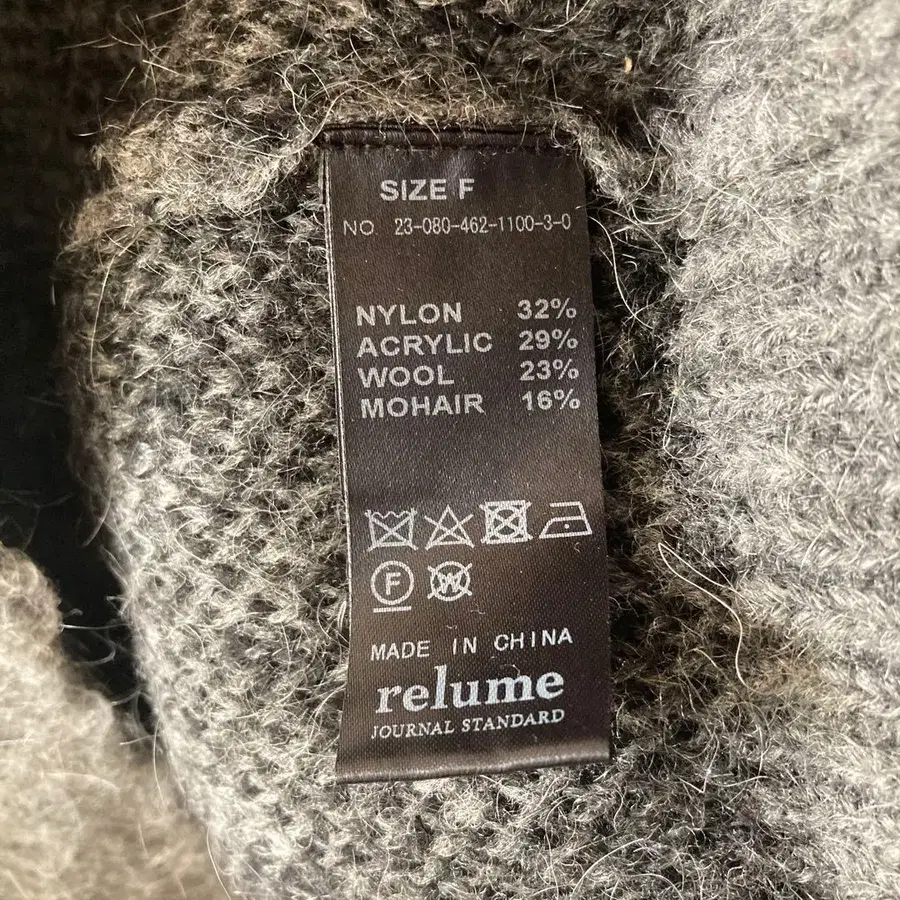 SIZE F
NO 23-080-462-1100-3-0
NYLON 32%
ACRYLIC 29%
WOOL 23%
MOHAIR 16%
F W
MADE IN CHINA
relume
JOURNAL STANDARD